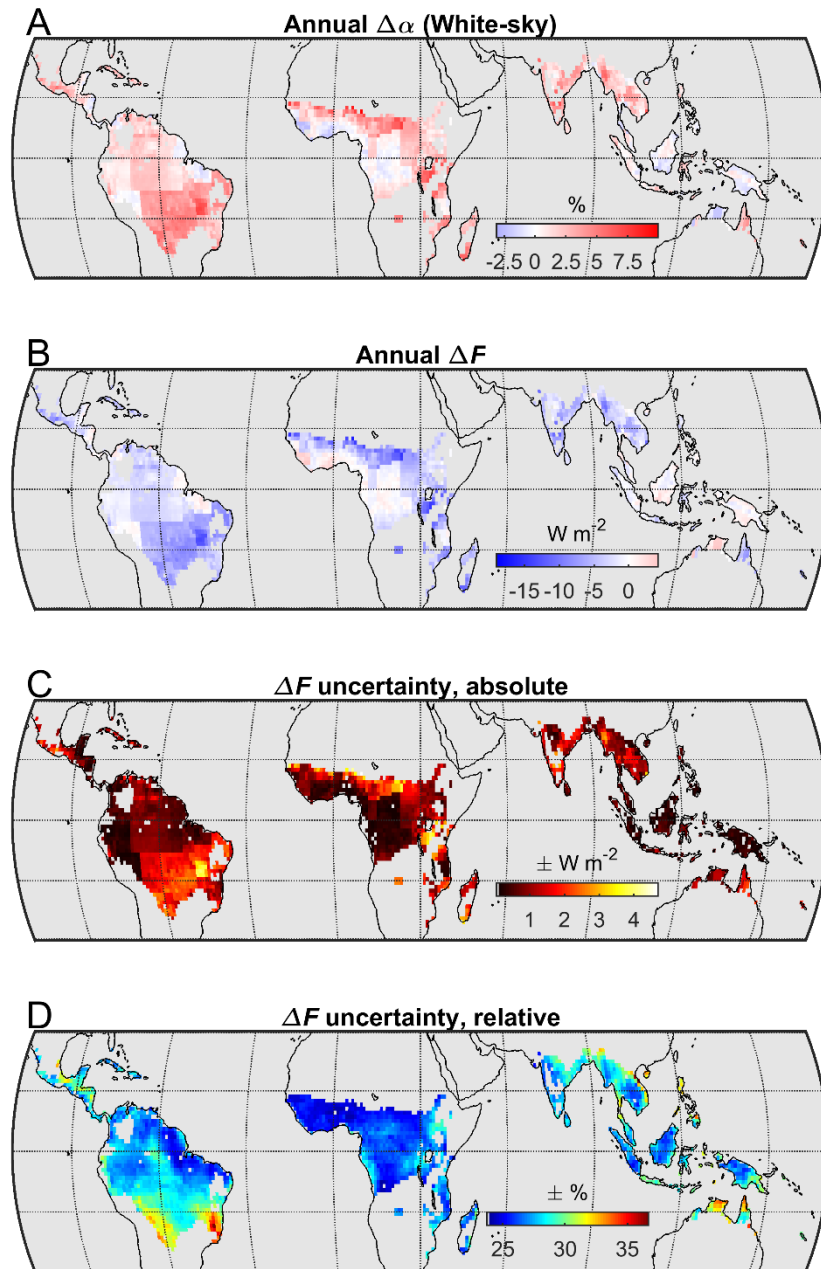 A
Annual Δα (White-sky)
%
-2.5 0 2.5 5 7.5
B
Annual ΔF
W m⁻²
-15 -10 -5 0
C
ΔF uncertainty, absolute
± W m⁻²
1 2 3 4
D
ΔF uncertainty, relative
± %
25 30 35